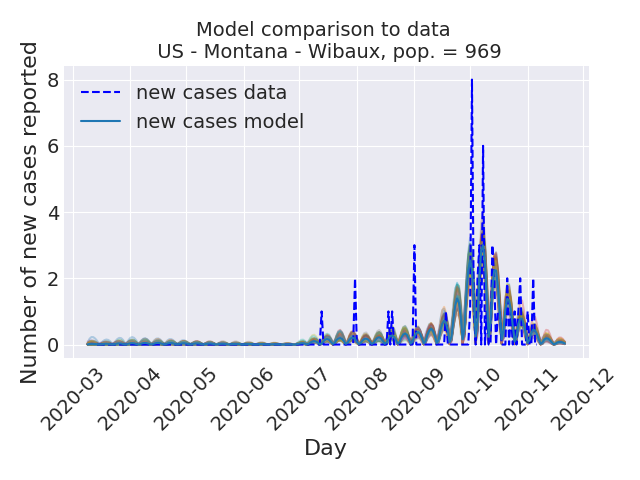 Model comparison to data
US - Montana - Wibaux, pop. = 969
Number of new cases reported
8
6
4
2
0
new cases data
new cases model
2020-03
2020-04
2020-05
2020-06
2020-07
2020-08
2020-09
2020-10
2020-11
2020-12
Day